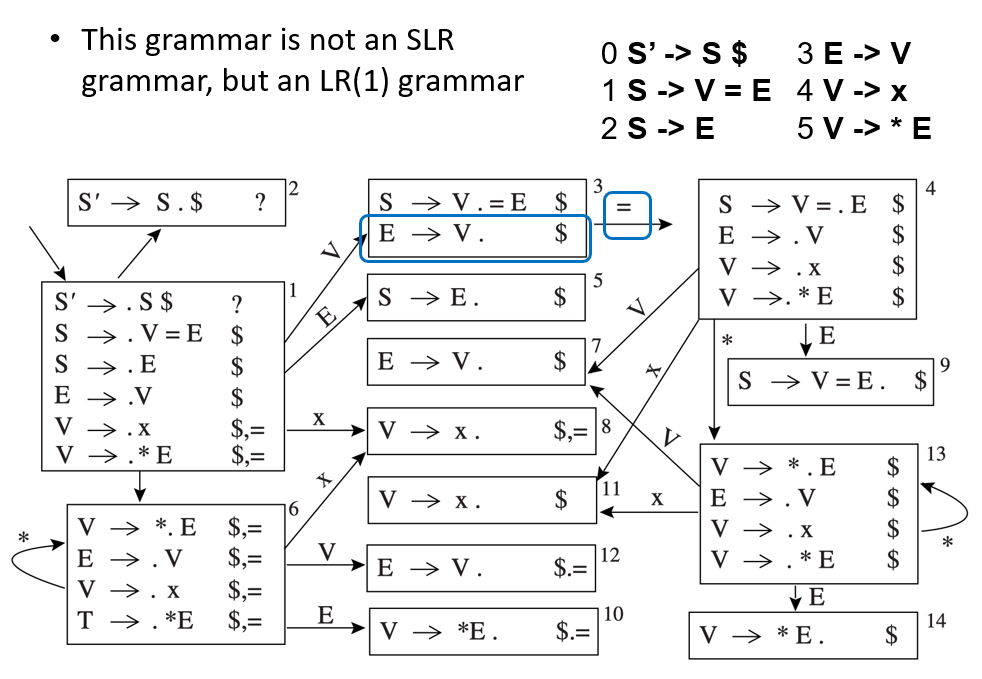 • This grammar is not an SLR
grammar, but an LR(1) grammar
0 S’ -> S $ 3 E -> V
1 S -> V = E 4 V -> x
2 S -> E 5 V -> * E
S′ → S . $ ? 2
S → V . = E $ 3
E → V . $
=
S → V = . E $ 4
E → . V $
V → . x $
V → . * E $
S′ → . S $ ? 1
S → . V = E $
S → . E $
E → .V $
V → . x $,=
V → . * E $,=
V
E
S → E . $ 5
V
x
*
E
E → V . $ 7
S → V = E . $ 9
x
V → x . $,= 8
V
x
V → x . $ 11
x
V → *. E $ 13
E → . V $
V → . x $
V → . * E $
*
V → *. E $,= 6
E → . V $,=
V → . x $,=
T → . *E $,=
*
V
E → V . $.= 12
E
V → *E . $.= 10
E
V → * E . $ 14